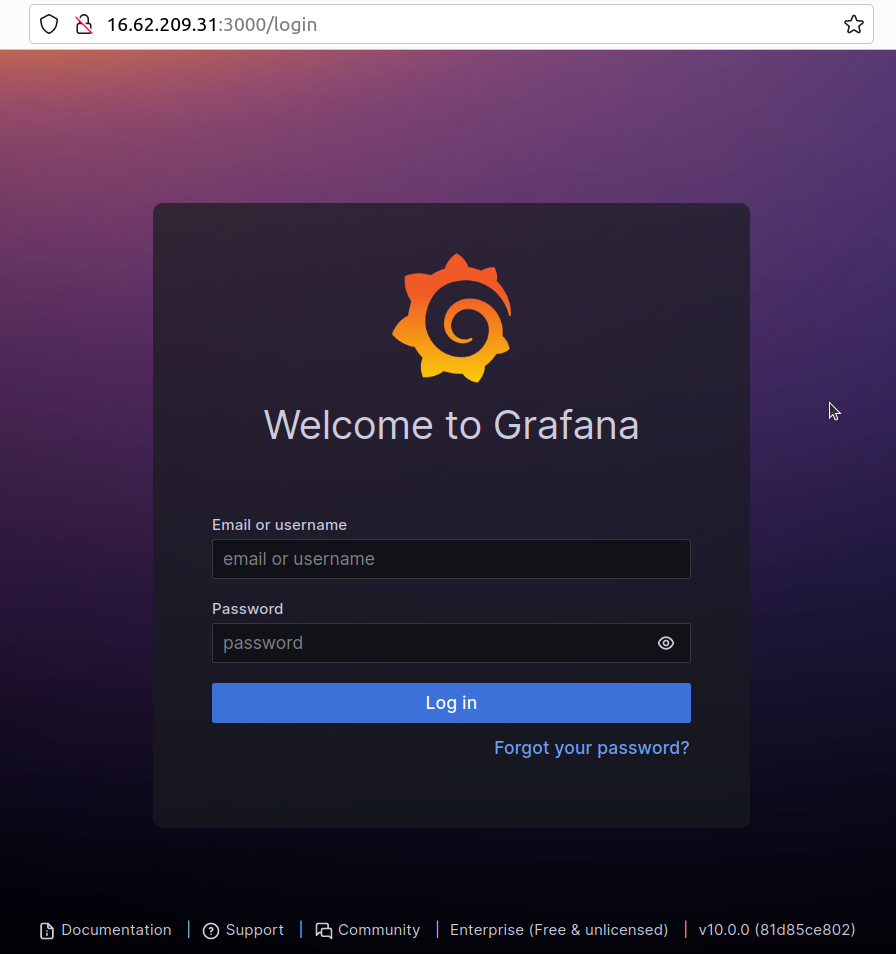 16.62.209.31:3000/login
Welcome to Grafana
Email or username
email or username
Password
password
Log in
Forgot your password?
Documentation | Support | Community | Enterprise (Free & unlicensed) | v10.0.0 (81d85ce802)